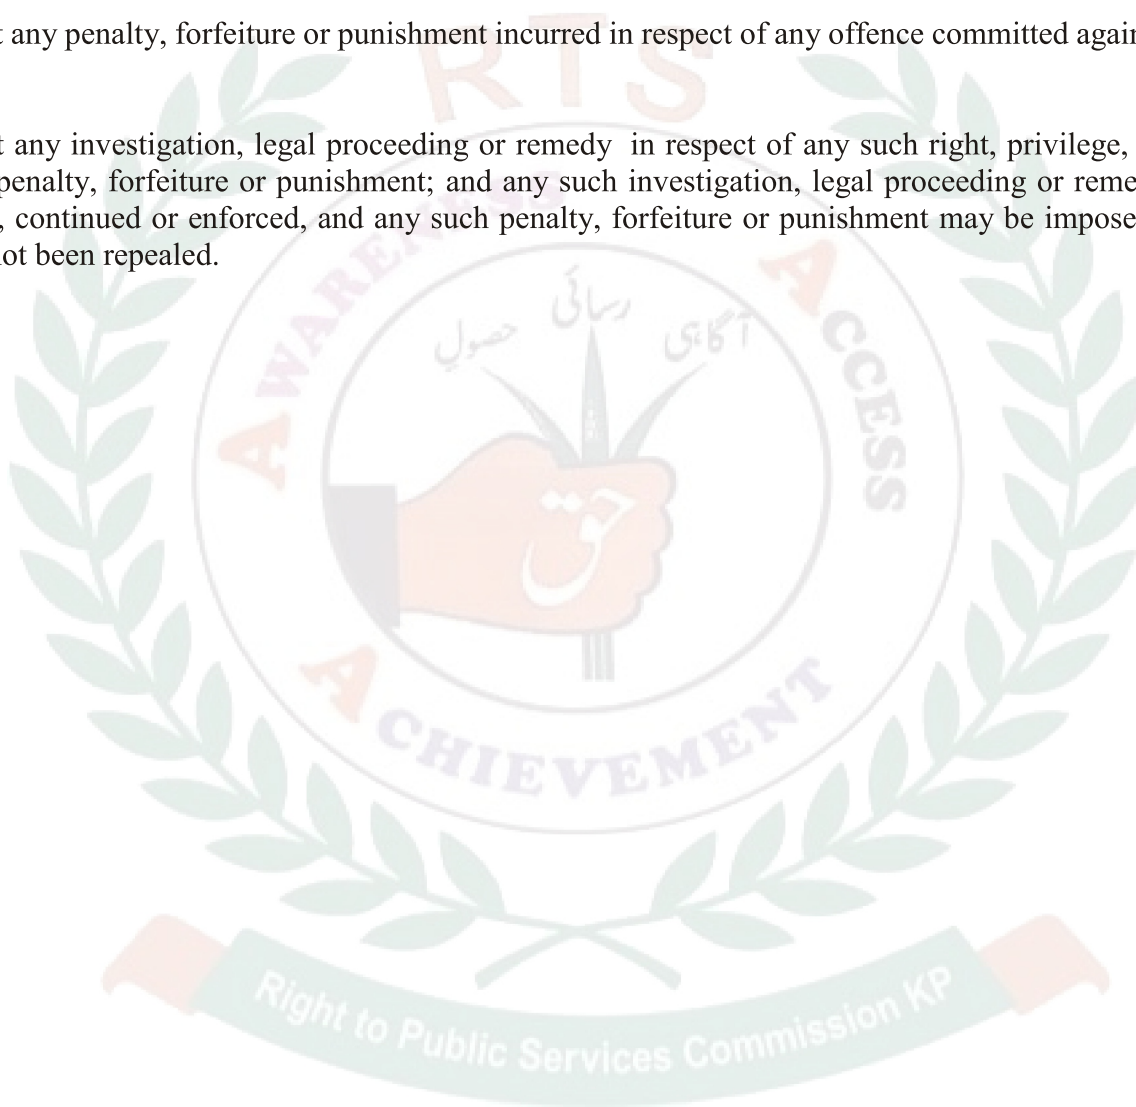 t any penalty, forfeiture or punishment incurred in respect of any offence committed again
t any investigation, legal proceeding or remedy in respect of any such right, privilege,
penalty, forfeiture or punishment; and any such investigation, legal proceeding or reme
, continued or enforced, and any such penalty, forfeiture or punishment may be impose
ot been repealed.
RTS
AWARENESS
ACCESS
آگاہی
رسائی
حصول
حق
ACHIEVEMENT
Right to Public Services Commission KP